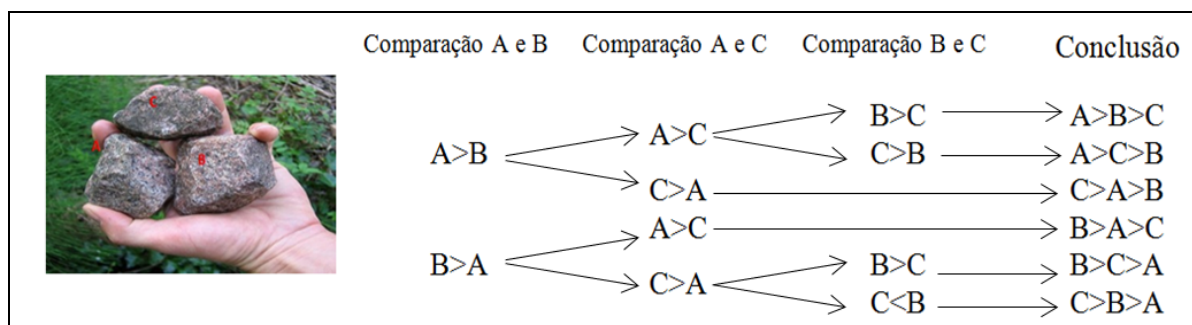 Comparação A e B Comparação A e C Comparação B e C Conclusão
B>C A>B>C
A>B A>C C>B A>C>B
C>A C>A>B
A>C B>A>C
B>A C>A B>C B>C>A
C<B C>B>A
C
A
B